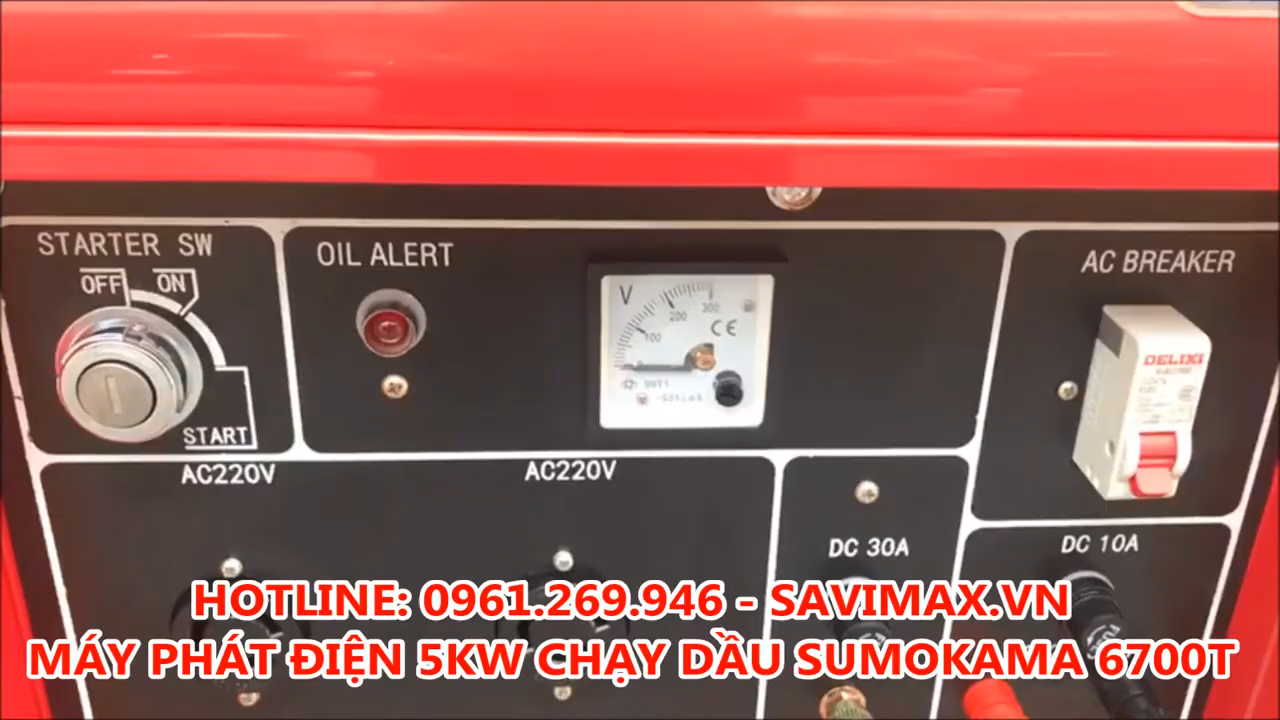 STARTER SW
OFF
ON
START
OIL ALERT
V
100
200
300
CE
AC BREAKER
DELIXI
AC220V
AC220V
DC 30A
DC 10A
HOTLINE: 0961.269.946 - SAVIMAX.VN
MÁY PHÁT ĐIỆN 5KW CHẠY DẦU SUMOKAMA 6700T